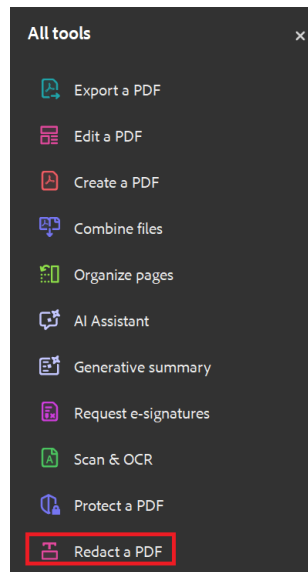 All tools
Export a PDF
Edit a PDF
Create a PDF
Combine files
Organize pages
AI Assistant
Generative summary
Request e-signatures
Scan & OCR
Protect a PDF
Redact a PDF